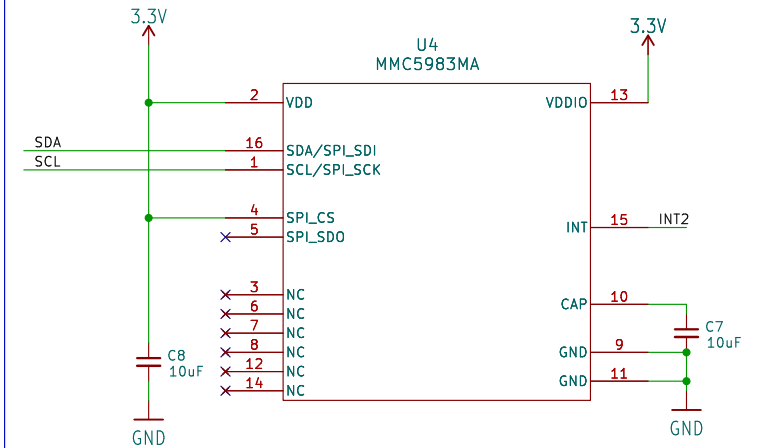 3.3V
3.3V
U4
MMC5983MA
2 VDD
VDDIO 13
SDA 16 SDA/SPI_SDI
SCL 1 SCL/SPI_SCK
4 SPI_CS
5 SPI_SDO
INT 15 INT2
3 NC
6 NC
7 NC
8 NC
12 NC
14 NC
CAP 10
GND 9
GND 11
C7
10uF
C8
10uF
GND
GND